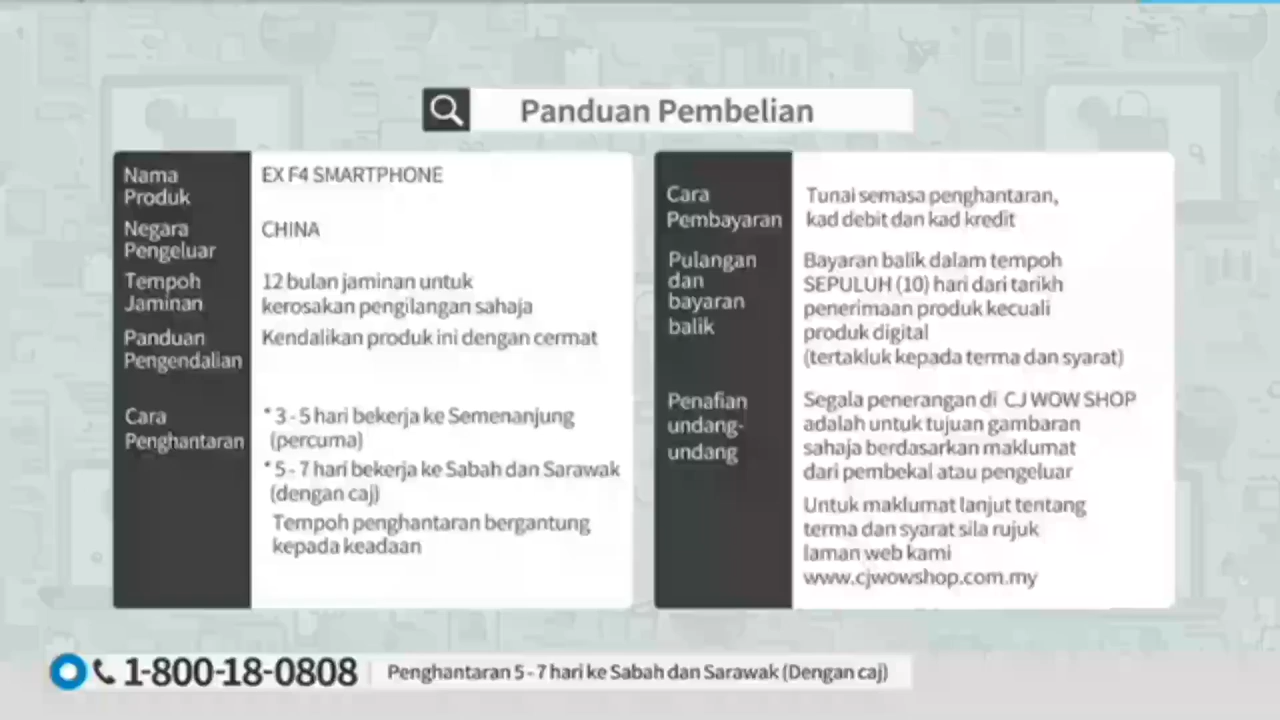 Panduan Pembelian
Nama
Produk
EX F4 SMARTPHONE
Negara
Pengeluar
CHINA
Tempoh
Jaminan
12 bulan jaminan untuk
kerosakan pengilangan sahaja
Panduan
Pengendalian
Kendalikan produk ini dengan cermat
Cara
Penghantaran
* 3 - 5 hari bekerja ke Semenanjung
(percuma)
* 5 - 7 hari bekerja ke Sabah dan Sarawak
(dengan caj)
Tempoh penghantaran bergantung
kepada keadaan
Cara
Pembayaran
Tunai semasa penghantaran,
kad debit dan kad kredit
Pulangan
dan
bayaran
balik
Bayaran balik dalam tempoh
SEPULUH (10) hari dari tarikh
penerimaan produk kecuali
produk digital
(tertakluk kepada terma dan syarat)
Penafian
undang-
undang
Segala penerangan di CJ WOW SHOP
adalah untuk tujuan gambaran
sahaja berdasarkan maklumat
dari pembekal atau pengeluar
Untuk maklumat lanjut tentang
terma dan syarat sila rujuk
laman web kami
www.cjwowshop.com.my
1-800-18-0808
Penghantaran 5 - 7 hari ke Sabah dan Sarawak (Dengan caj)